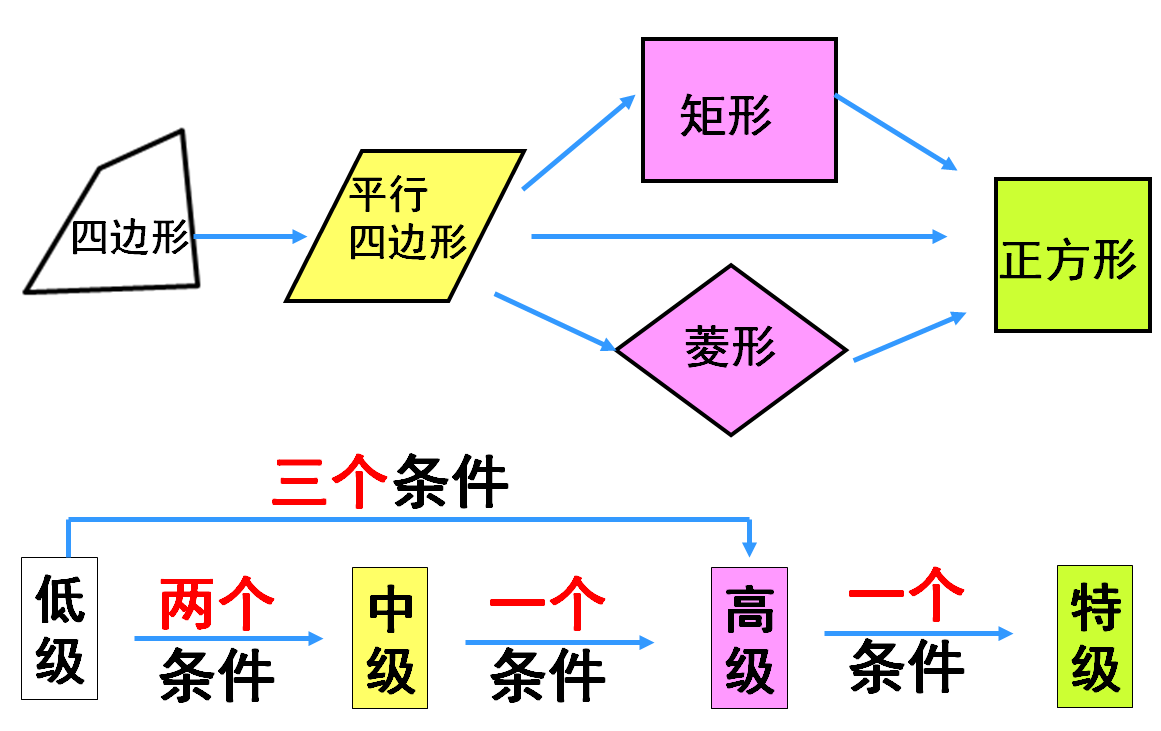 矩形
平行
四边形
四边形
正方形
菱形
三个条件
低级
两个
条件
中级
一个
条件
高级
一个
条件
特级